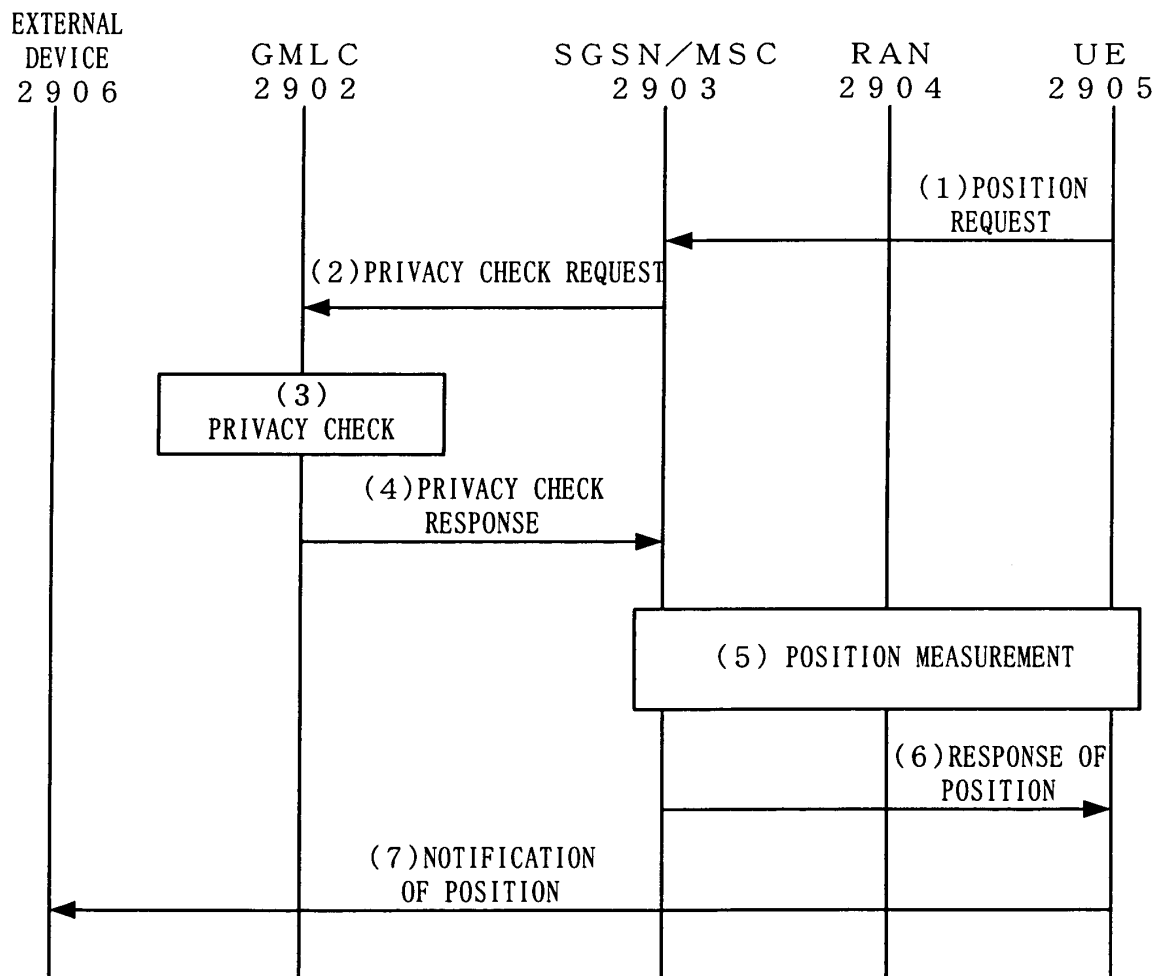 EXTERNAL
DEVICE
2906
GMLC
2902
SGSN/MSC
2903
RAN
2904
UE
2905
(1)POSITION
REQUEST
(2)PRIVACY CHECK REQUEST
(3)
PRIVACY CHECK
(4)PRIVACY CHECK
RESPONSE
(5) POSITION MEASUREMENT
(6)RESPONSE OF
POSITION
(7)NOTIFICATION
OF POSITION